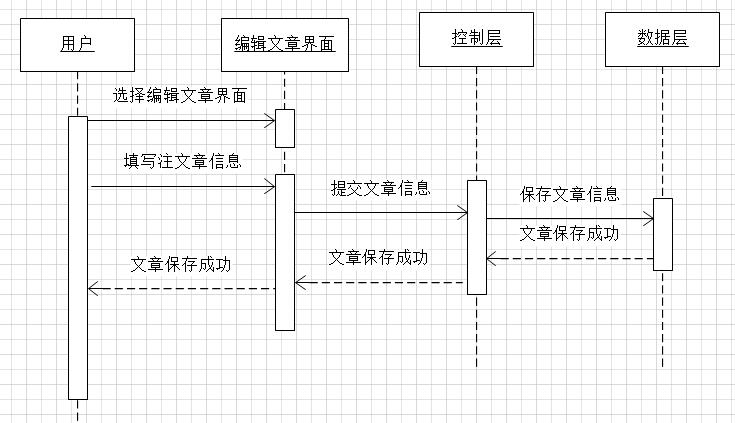 用户
编辑文章界面
控制层
数据层
选择编辑文章界面
填写注文章信息
提交文章信息
保存文章信息
文章保存成功
文章保存成功
文章保存成功